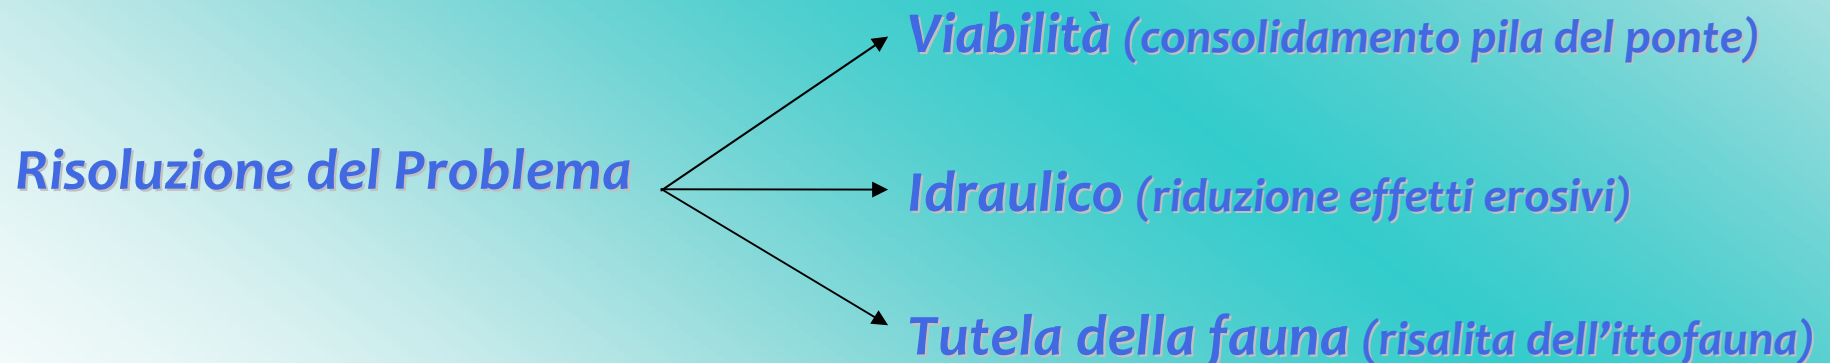 Viabilità (consolidamento pila del ponte)
Risoluzione del Problema
Idraulico (riduzione effetti erosivi)
Tutela della fauna (risalita dell'ittofauna)